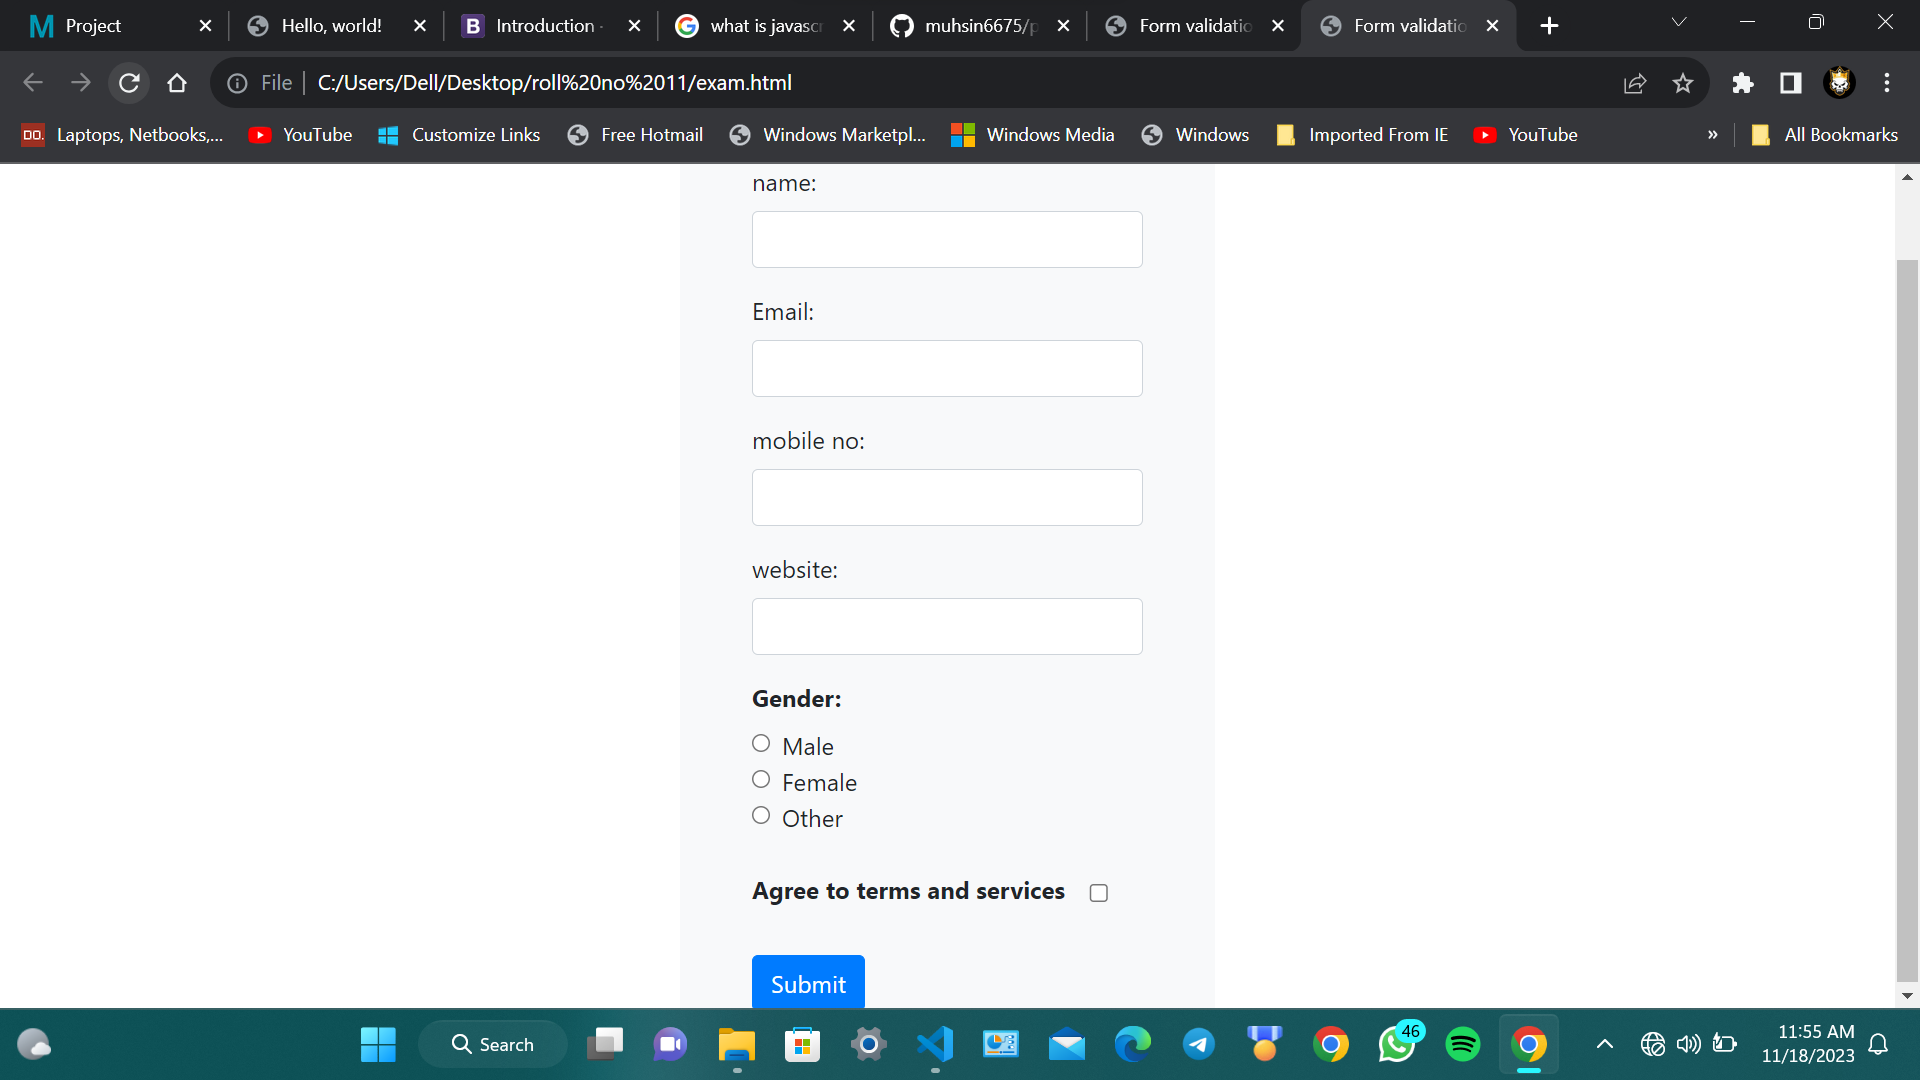 Project
Hello, world!
Introduction ·
what is javascr
muhsin6675/p
Form validatio
Form validatio
File
C:/Users/Dell/Desktop/roll%20no%2011/exam.html
DO.
Laptops, Netbooks,...
YouTube
Customize Links
Free Hotmail
Windows Marketpl...
Windows Media
Windows
Imported From IE
YouTube
»
All Bookmarks
name:
Email:
mobile no:
website:
Gender:
Male
Female
Other
Agree to terms and services
Submit
Search
46
11:55 AM
11/18/2023